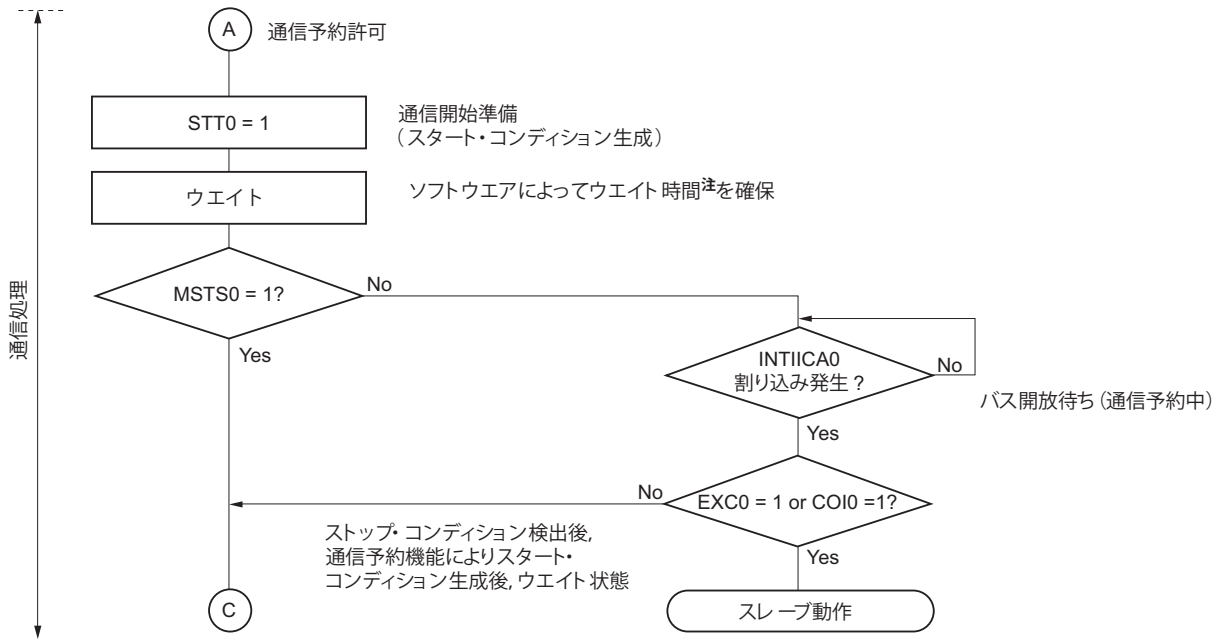 A 通信予約許可
STT0 = 1
通信開始準備
(スタート・コンディション生成)
ウエイト
ソフトウエアによってウエイト時間注を確保
MSTS0 = 1?
No
Yes
通信処理
INTIICA0
割り込み発生?
No
バス開放待ち(通信予約中)
Yes
EXC0 = 1 or COI0 =1?
No
ストップ・コンディション検出後,
通信予約機能によりスタート・
コンディション生成後, ウエイト状態
Yes
C
スレーブ動作